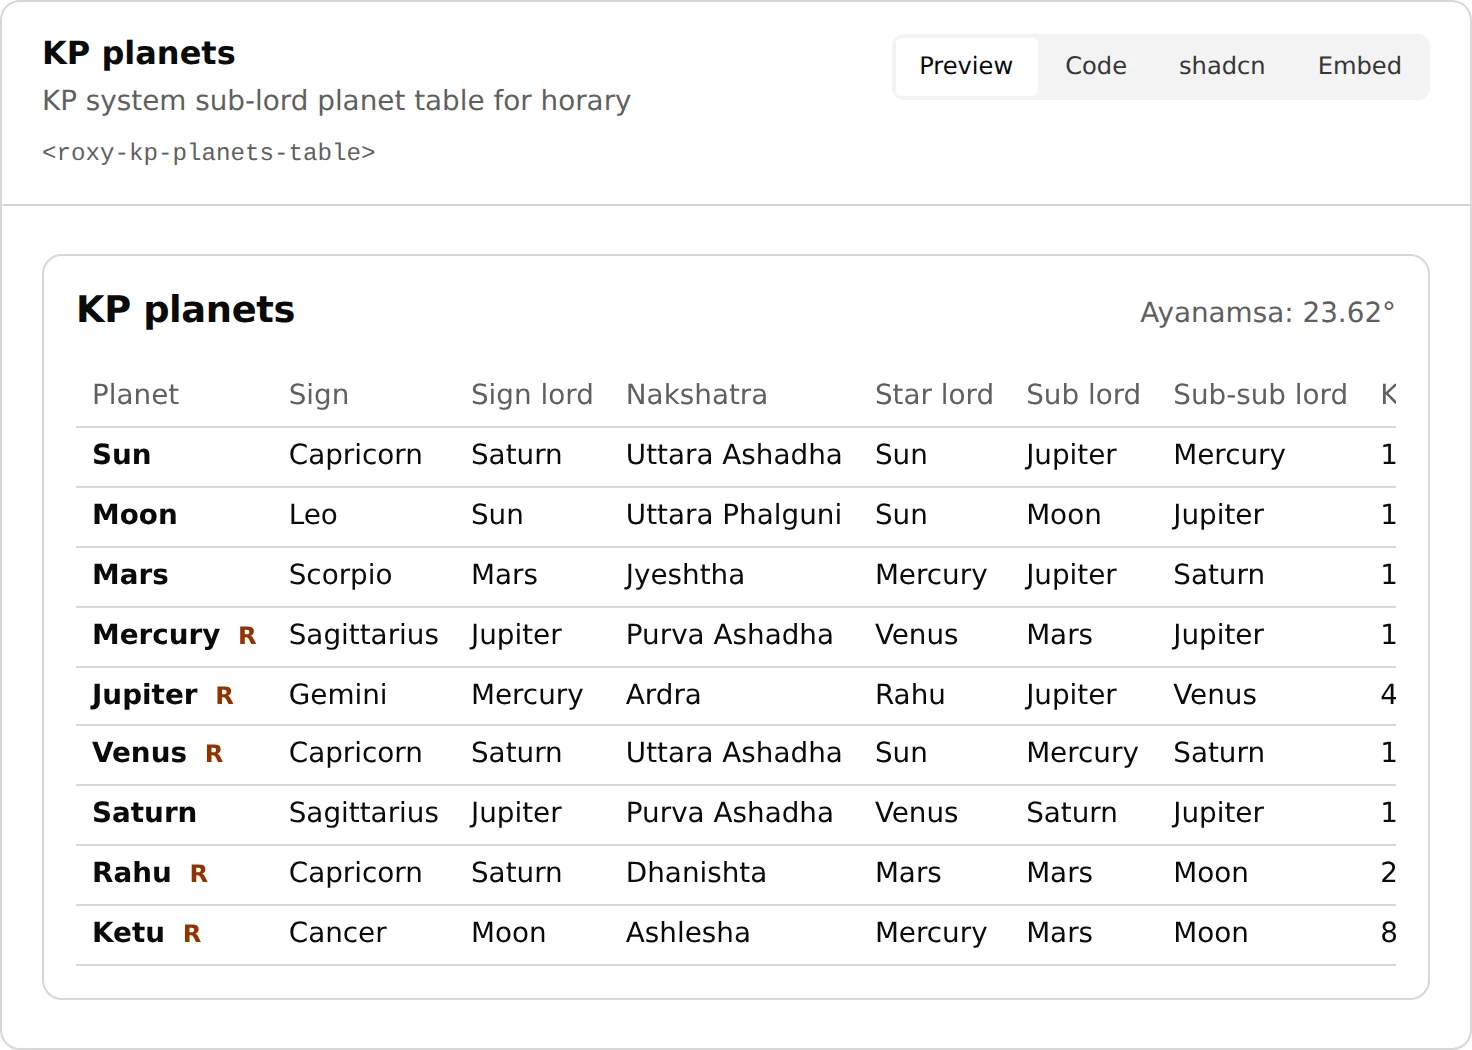 KP planets
KP system sub-lord planet table for horary
<roxy-kp-planets-table>
Preview Code shadcn Embed
KP planets
Ayanamsa: 23.62°
Planet Sign Sign lord Nakshatra Star lord Sub lord Sub-sub lord K
Sun Capricorn Saturn Uttara Ashadha Sun Jupiter Mercury 1
Moon Leo Sun Uttara Phalguni Sun Moon Jupiter 1
Mars Scorpio Mars Jyeshtha Mercury Jupiter Saturn 1
Mercury R Sagittarius Jupiter Purva Ashadha Venus Mars Jupiter 1
Jupiter R Gemini Mercury Ardra Rahu Jupiter Venus 4
Venus R Capricorn Saturn Uttara Ashadha Sun Mercury Saturn 1
Saturn Sagittarius Jupiter Purva Ashadha Venus Saturn Jupiter 1
Rahu R Capricorn Saturn Dhanishta Mars Mars Moon 2
Ketu R Cancer Moon Ashlesha Mercury Mars Moon 8